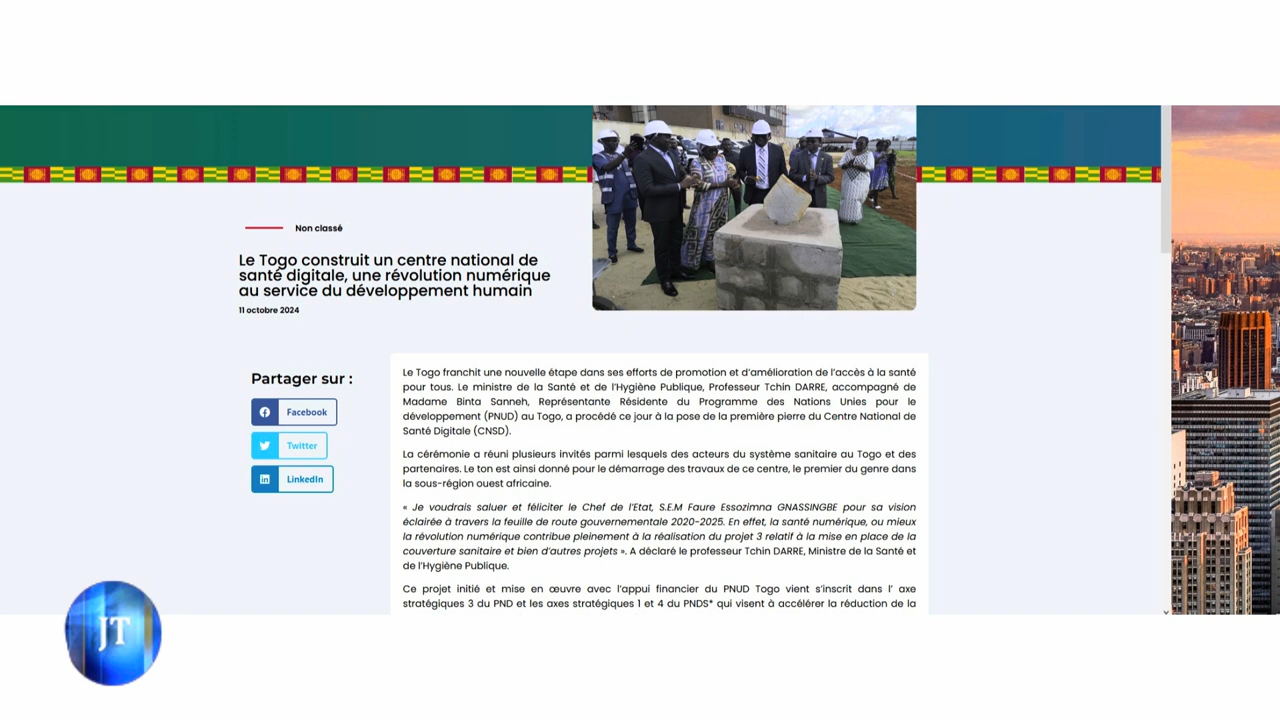 Non classé
Le Togo construit un centre national de
santé digitale, une révolution numérique
au service du développement humain
11 octobre 2024
Partager sur :
Facebook
Twitter
LinkedIn
Le Togo franchit une nouvelle étape dans ses efforts de promotion et d’amélioration de l’accès à la santé
pour tous. Le ministre de la Santé et de l’Hygiène Publique, Professeur Tchin DARRE, accompagné de
Madame Binta Sanneh, Représentante Résidente du Programme des Nations Unies pour le
développement (PNUD) au Togo, a procédé ce jour à la pose de la première pierre du Centre National de
Santé Digitale (CNSD).
La cérémonie a réuni plusieurs invités parmi lesquels des acteurs du système sanitaire au Togo et des
partenaires. Le ton est ainsi donné pour le démarrage des travaux de ce centre, le premier du genre dans
la sous-région ouest africaine.
« Je voudrais saluer et féliciter le Chef de l’Etat, S.E.M Faure Essozimna GNASSINGBE pour sa vision
éclairée à travers la feuille de route gouvernementale 2020-2025. En effet, la santé numérique, ou mieux
la révolution numérique contribue pleinement à la réalisation du projet 3 relatif à la mise en place de la
couverture sanitaire et bien d’autres projets ». A déclaré le professeur Tchin DARRE, Ministre de la Santé et
de l’Hygiène Publique.
Ce projet initié et mise en œuvre avec l’appui financier du PNUD Togo vient s’inscrit dans l’ axe
stratégiques 3 du PND et les axes stratégiques 1 et 4 du PNDS* qui visent à accélérer la réduction de la
JT